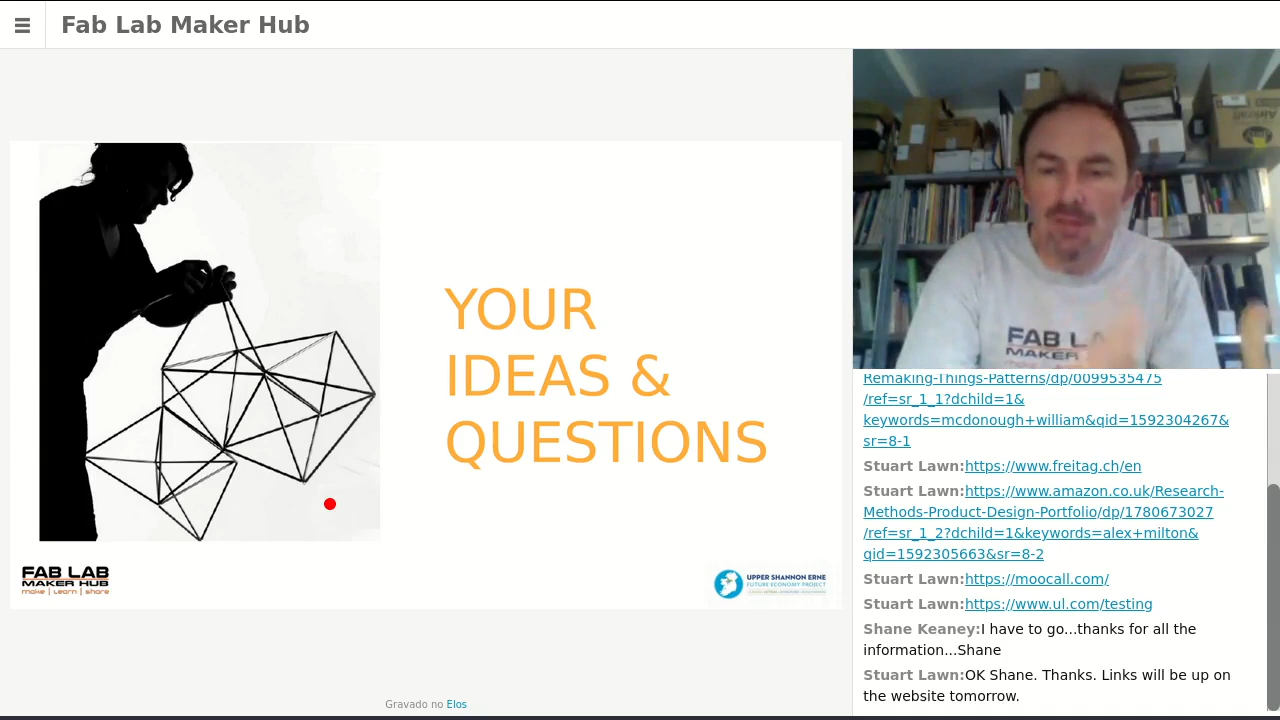 Fab Lab Maker Hub
YOUR
IDEAS &
QUESTIONS
FAB LAB
MAKER HUB
make | learn | share
UPPER SHANNON ERNE
FUTURE ECONOMY PROJECT
Gravado no Elos
FAB LA
MAKER
Remaking-Things-Patterns/dp/0099535475
/ref=sr_1_1?dchild=1&
keywords=mcdonough+william&qid=1592304267&
sr=8-1
Stuart Lawn:https://www.freitag.ch/en
Stuart Lawn:https://www.amazon.co.uk/Research-
Methods-Product-Design-Portfolio/dp/1780673027
/ref=sr_1_2?dchild=1&keywords=alex+milton&
qid=1592305663&sr=8-2
Stuart Lawn:https://moocall.com/
Stuart Lawn:https://www.ul.com/testing
Shane Keaney:I have to go...thanks for all the
information...Shane
Stuart Lawn:OK Shane. Thanks. Links will be up on
the website tomorrow.